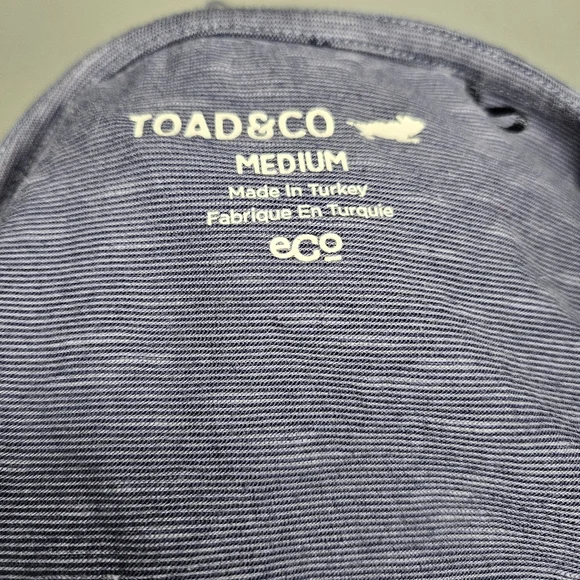 TOAD&CO
MEDIUM
Made In Turkey
Fabrique En Turquie
eco